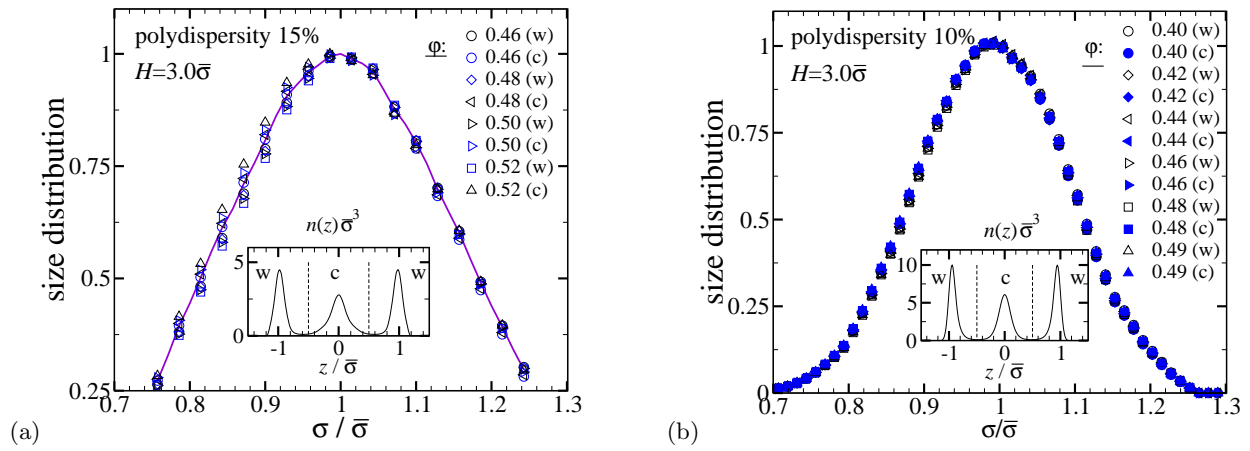 polydispersity 15%
H=3.0σ̄
φ:
0.46 (w)
0.46 (c)
0.48 (w)
0.48 (c)
0.50 (w)
0.50 (c)
0.52 (w)
0.52 (c)
size distribution
1
0.75
0.5
0.25
n(z)σ̄³
5
0
w
c
w
-1
0
1
z / σ̄
0.7
0.8
0.9
1
1.1
1.2
1.3
σ / σ̄
(a)
polydispersity 10%
H=3.0σ̄
φ:
0.40 (w)
0.40 (c)
0.42 (w)
0.42 (c)
0.44 (w)
0.44 (c)
0.46 (w)
0.46 (c)
0.48 (w)
0.48 (c)
0.49 (w)
0.49 (c)
size distribution
1
0.75
0.5
0.25
0
n(z)σ̄³
10
5
0
w
c
w
-1
0
1
z / σ̄
0.7
0.8
0.9
1
1.1
1.2
1.3
σ/σ̄
(b)